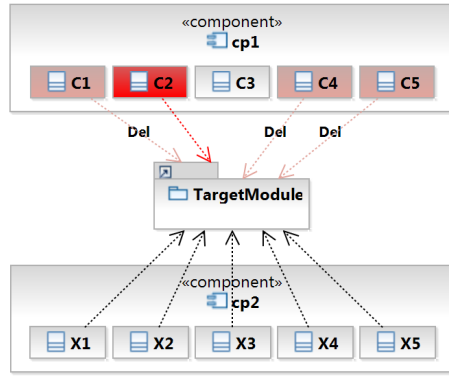 «component»
cp1
C1 C2 C3 C4 C5
Del Del Del
TargetModule
«component»
cp2
X1 X2 X3 X4 X5